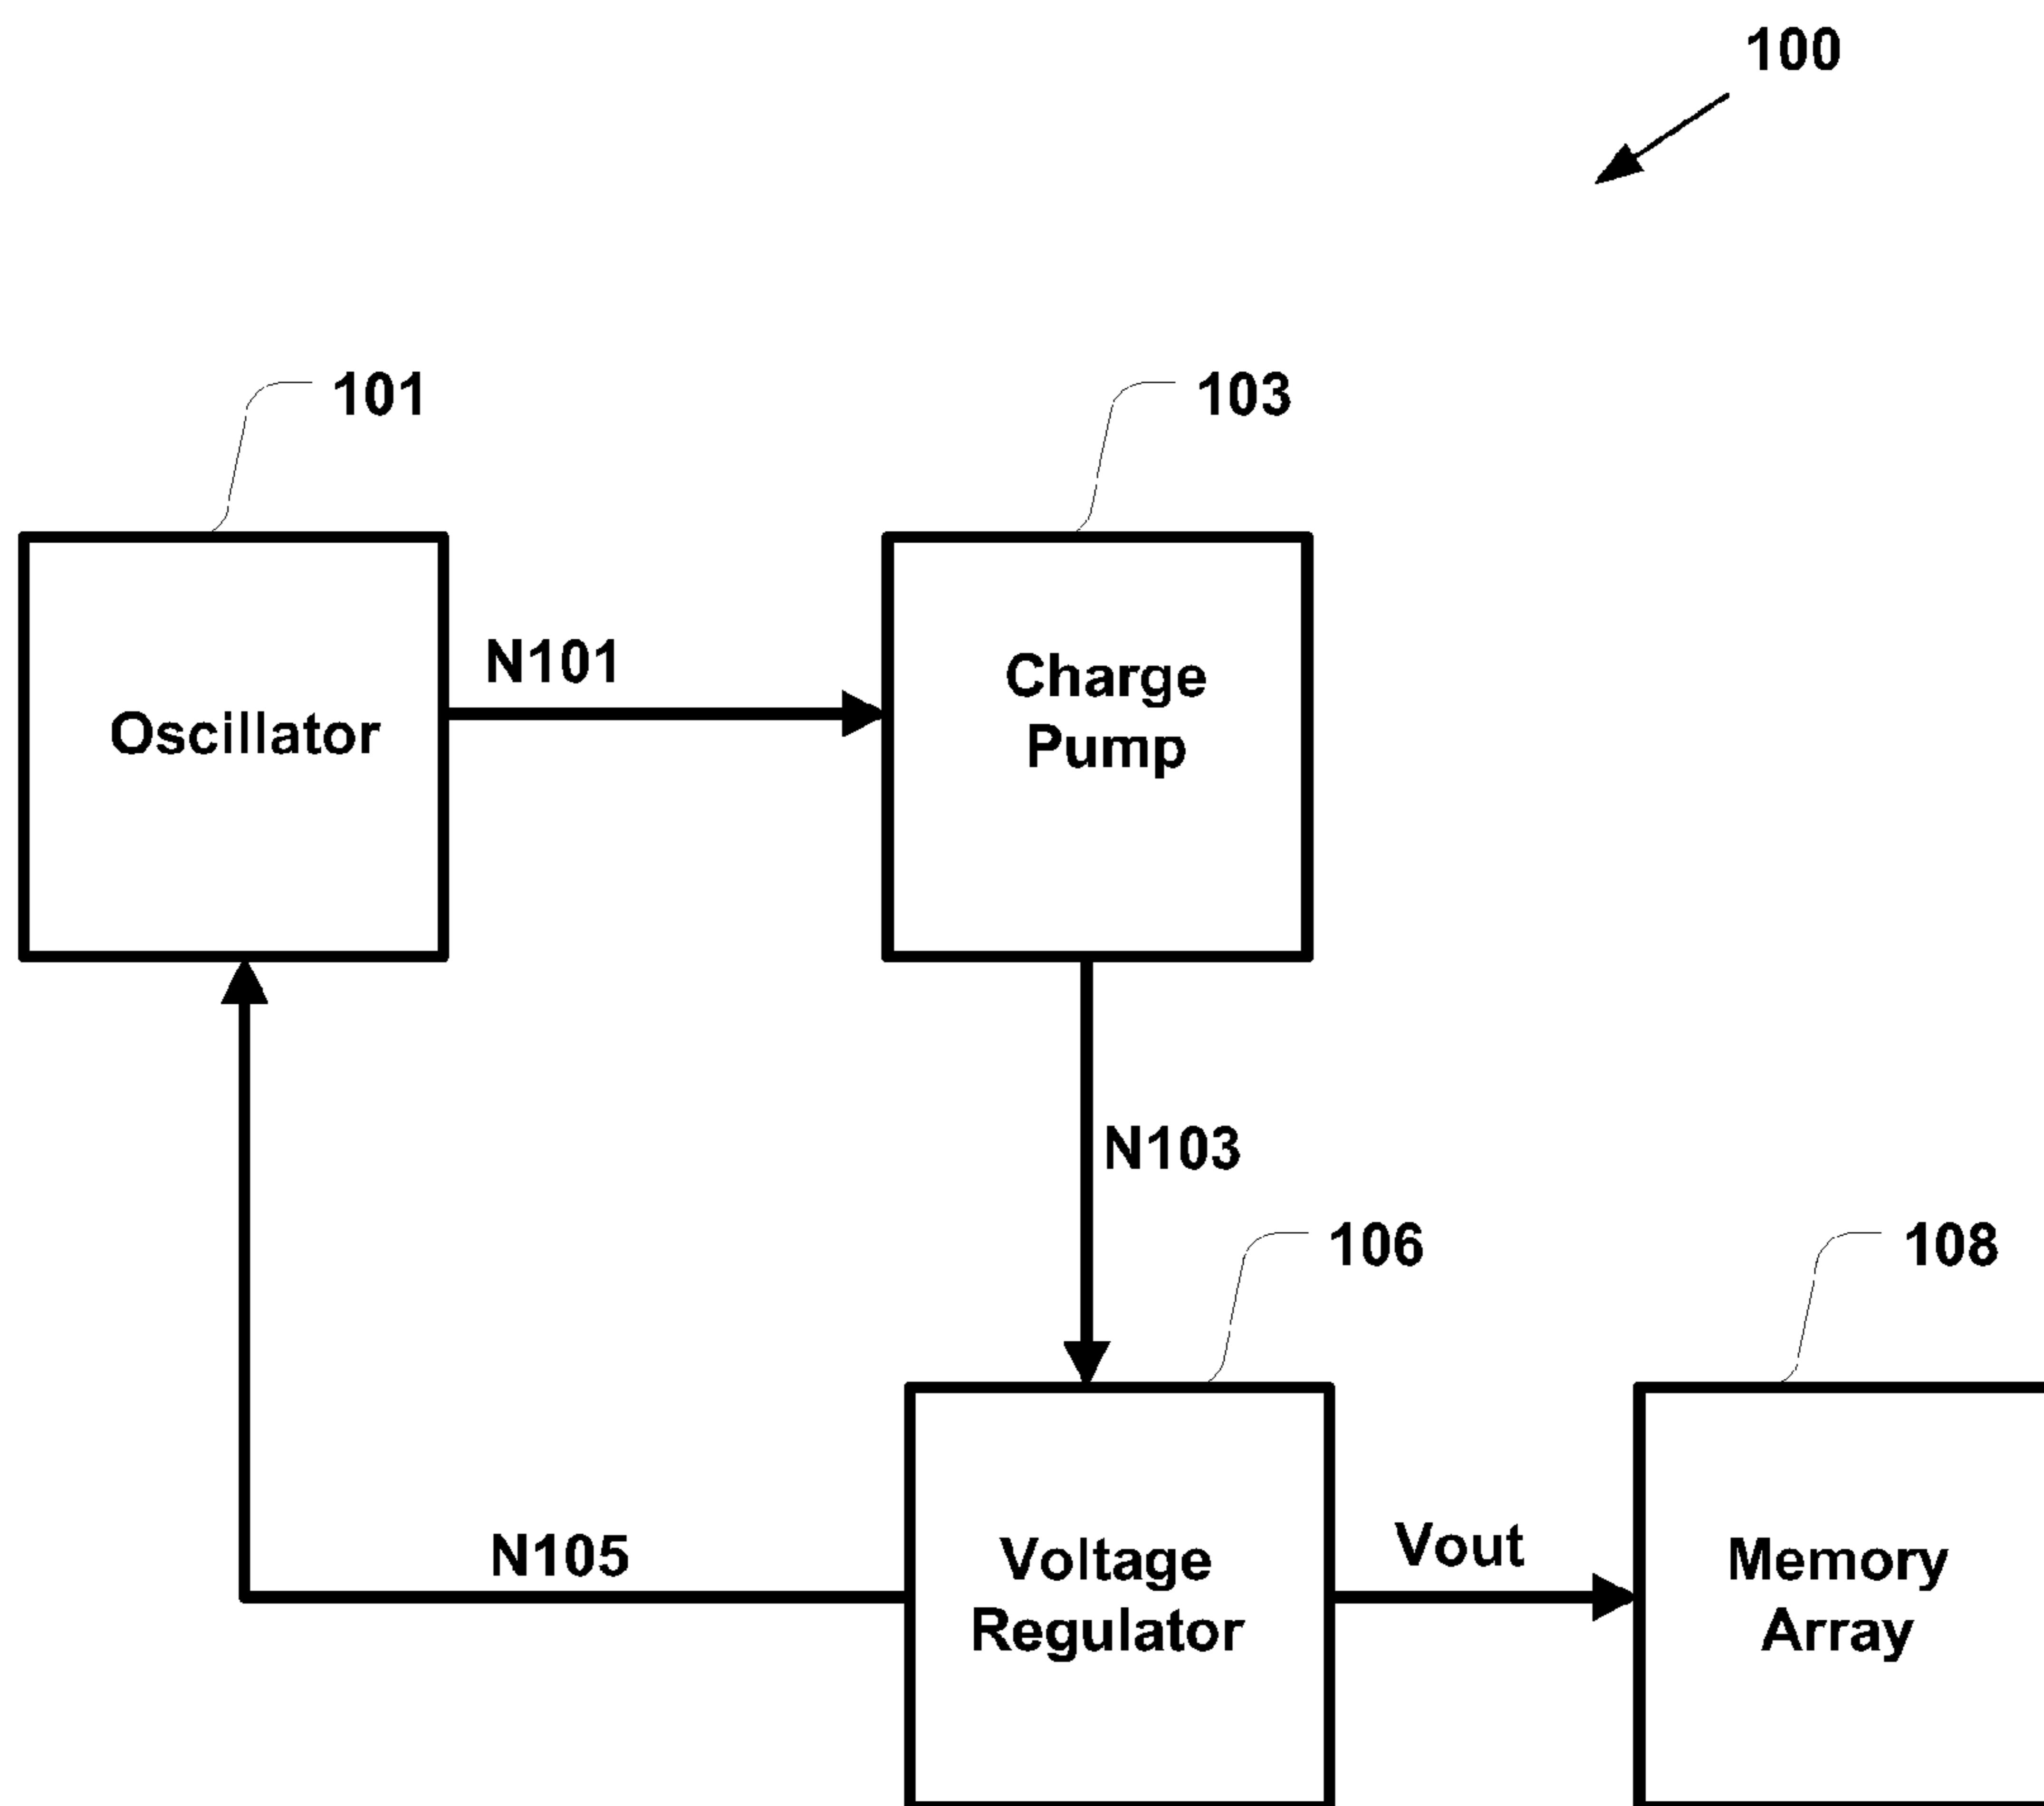 100
101
103
N101
Oscillator
Charge
Pump
N103
106
108
N105
Voltage
Regulator
Vout
Memory
Array